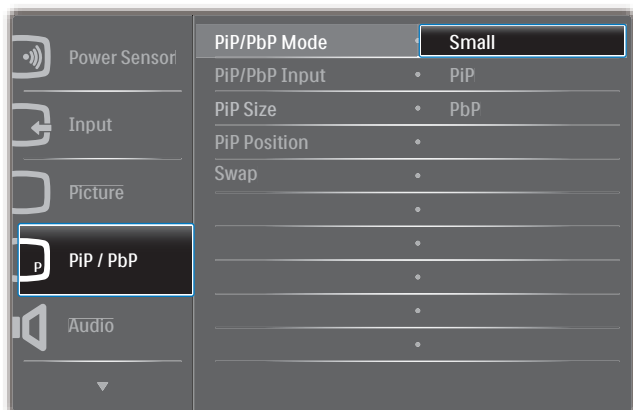 Power Sensor
Input
Picture
P
PiP / PbP
Audio
PiP/PbP Mode
Small
PiP/PbP Input
PiP
PiP Size
PbP
PiP Position
Swap